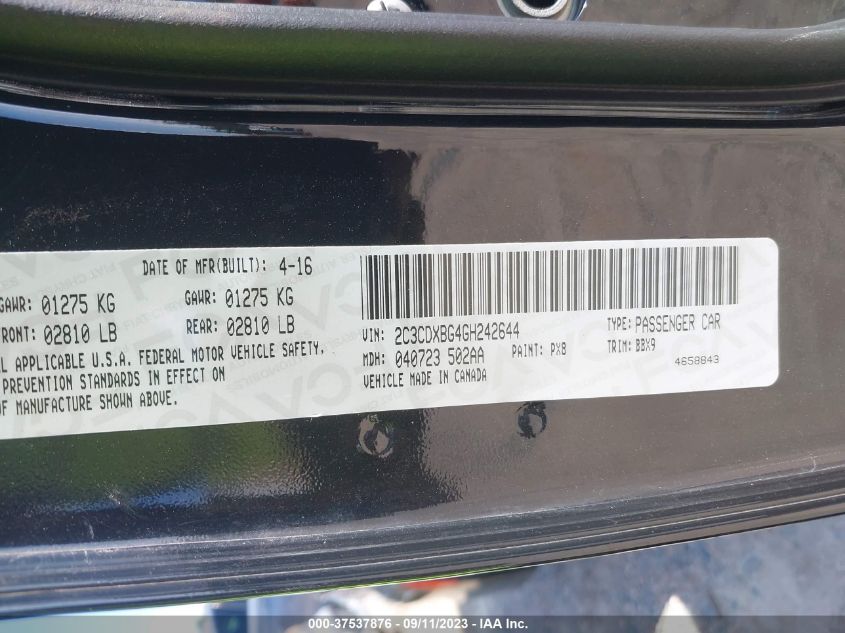 DATE OF MFR(BUILT): 4-16
GAWR: 01275 KG GAWR: 01275 KG
FRONT: 02810 LB REAR: 02810 LB
APPLICABLE U.S.A. FEDERAL MOTOR VEHICLE SAFETY,
PREVENTION STANDARDS IN EFFECT ON
OF MANUFACTURE SHOWN ABOVE.
VIN: 2C3CDXBG4GH242644 TYPE: PASSENGER CAR
MDH: 040723 502AA PAINT: PX8 TRIM: BBX9
VEHICLE MADE IN CANADA 4658843
000-37537876 - 09/11/2023 - IAA Inc.